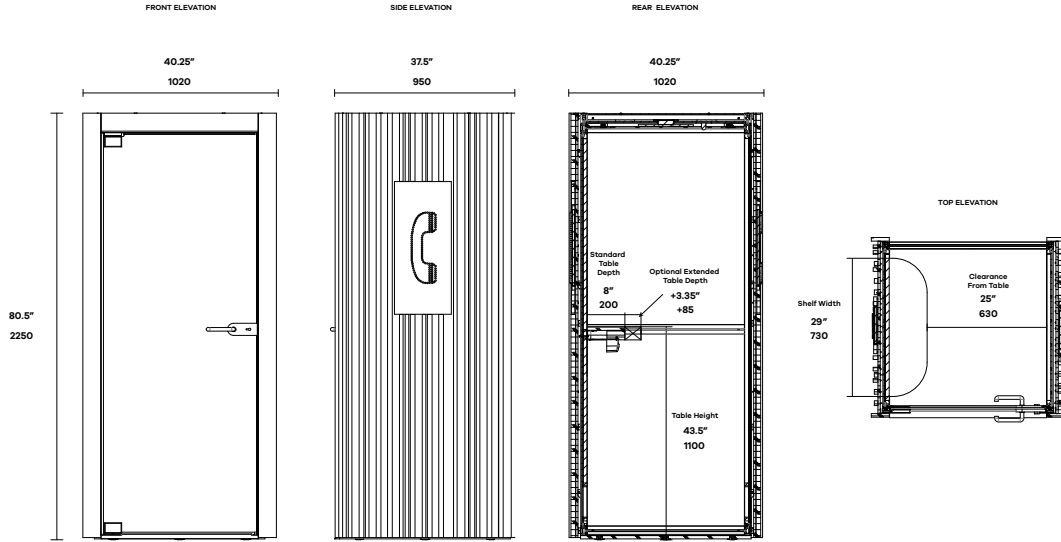 FRONT ELEVATION
SIDE ELEVATION
REAR ELEVATION
40.25"
1020
37.5"
950
40.25"
1020
80.5"
2250
Standard
Table
Depth
8"
200
Optional Extended
Table Depth
+3.35"
+85
Table Height
43.5"
1100
TOP ELEVATION
Shelf Width
29"
730
Clearance
From Table
25"
630